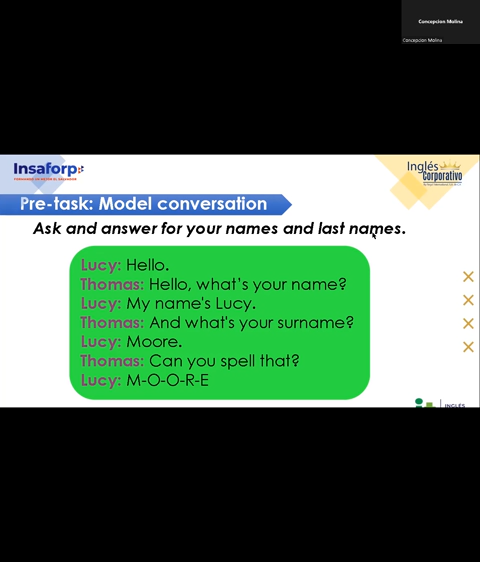 Concepcion Molina
Concepcion Molina
Insaforp
Inglés
Corporativo
Pre-task: Model conversation
Ask and answer for your names and last names.
Lucy: Hello.
Thomas: Hello, what's your name?
Lucy: My name's Lucy.
Thomas: And what's your surname?
Lucy: Moore.
Thomas: Can you spell that?
Lucy: M-O-O-R-E
INGLÉS